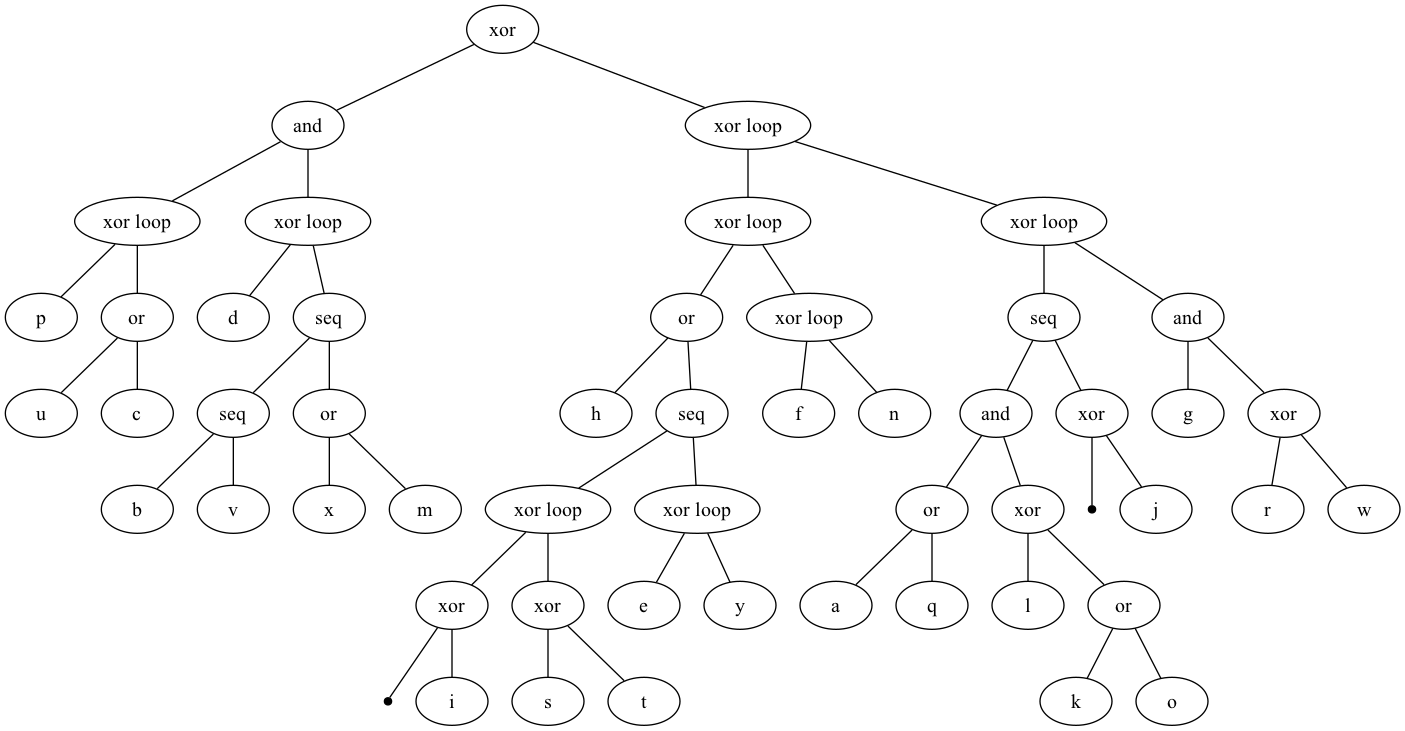 xor
and
xor loop
xor loop
xor loop
xor loop
xor loop
p
or
d
seq
or
xor loop
seq
and
u
c
seq
or
h
seq
f
n
and
xor
g
xor
b
v
x
m
xor loop
xor loop
or
xor
j
r
w
xor
xor
e
y
a
q
l
or
i
s
t
k
o